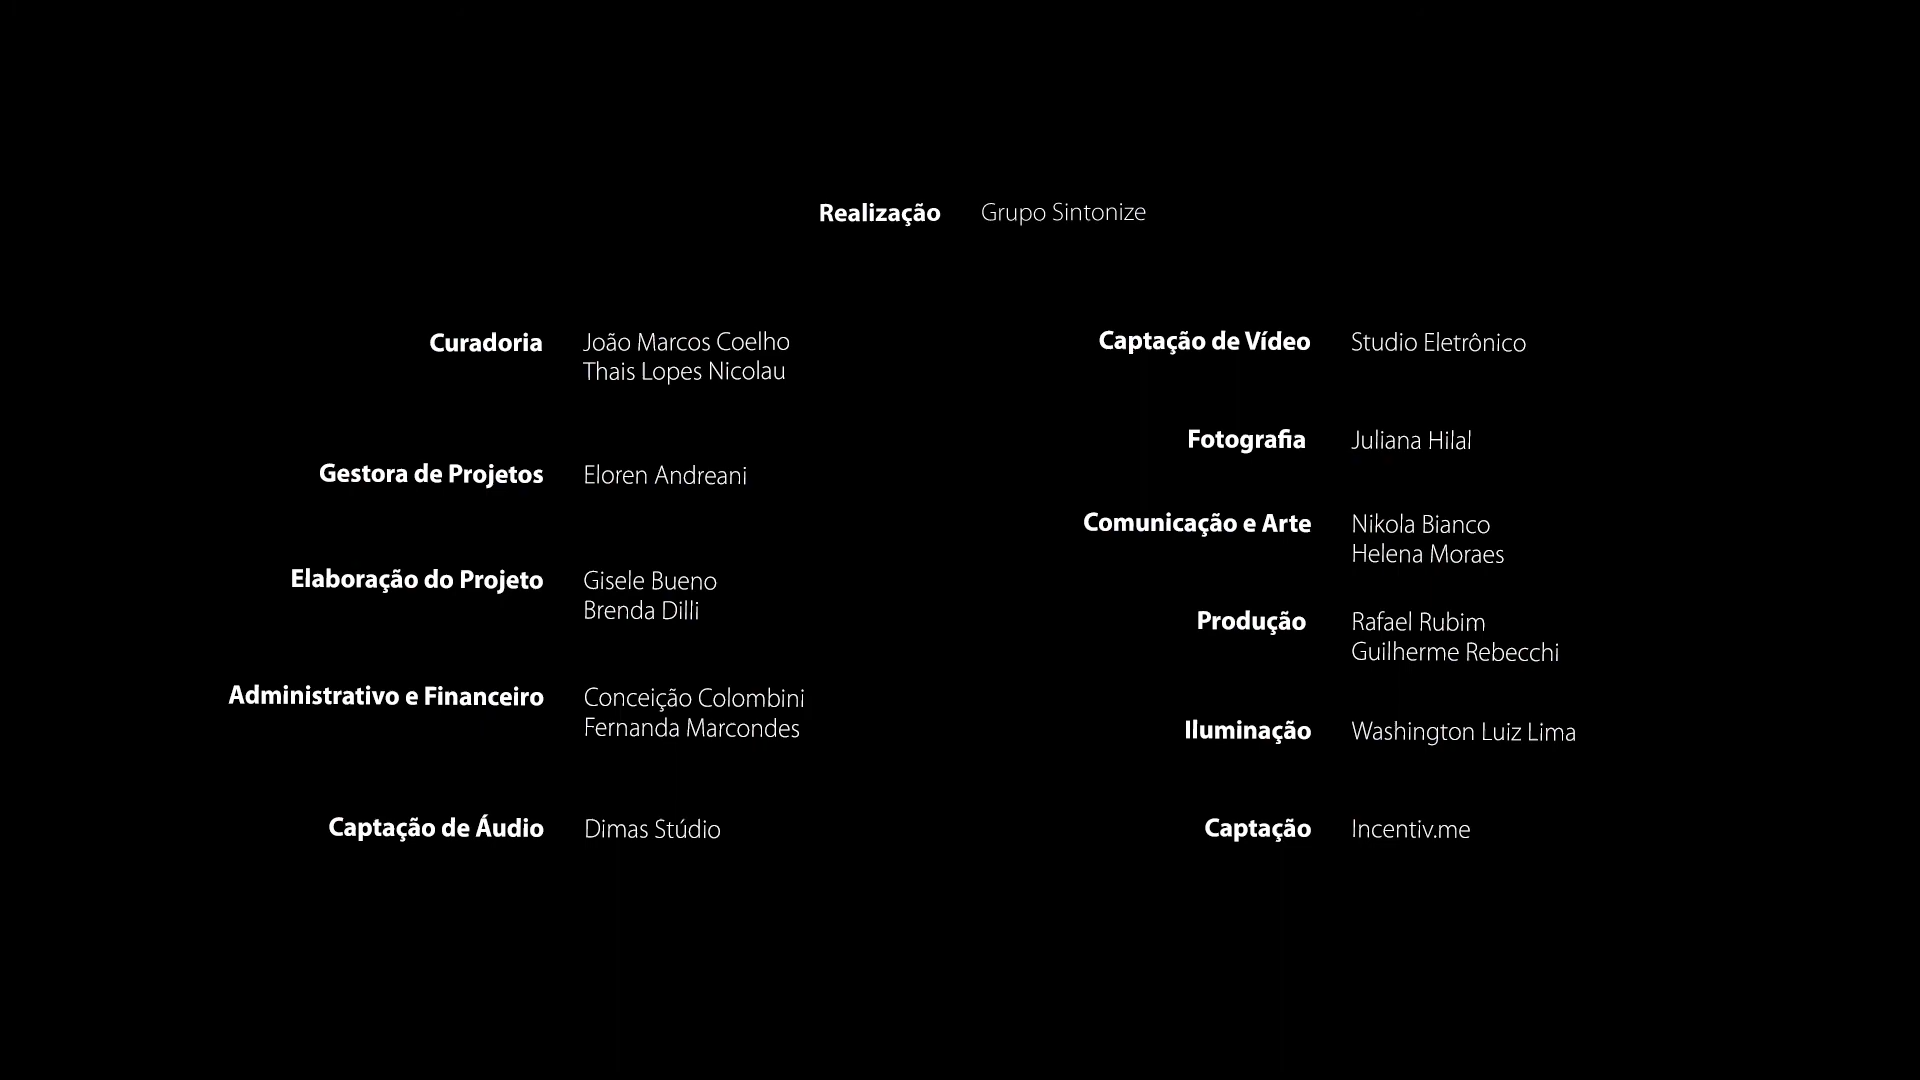 Realização Grupo Sintonize
Curadoria João Marcos Coelho
Thais Lopes Nicolau
Gestora de Projetos Eloren Andreani
Elaboração do Projeto Gisele Bueno
Brenda Dilli
Administrativo e Financeiro Conceição Colombini
Fernanda Marcondes
Captação de Áudio Dimas Stúdio
Captação de Vídeo Studio Eletrônico
Fotografia Juliana Hilal
Comunicação e Arte Nikola Bianco
Helena Moraes
Produção Rafael Rubim
Guilherme Rebecchi
Iluminação Washington Luiz Lima
Captação Incentiv.me